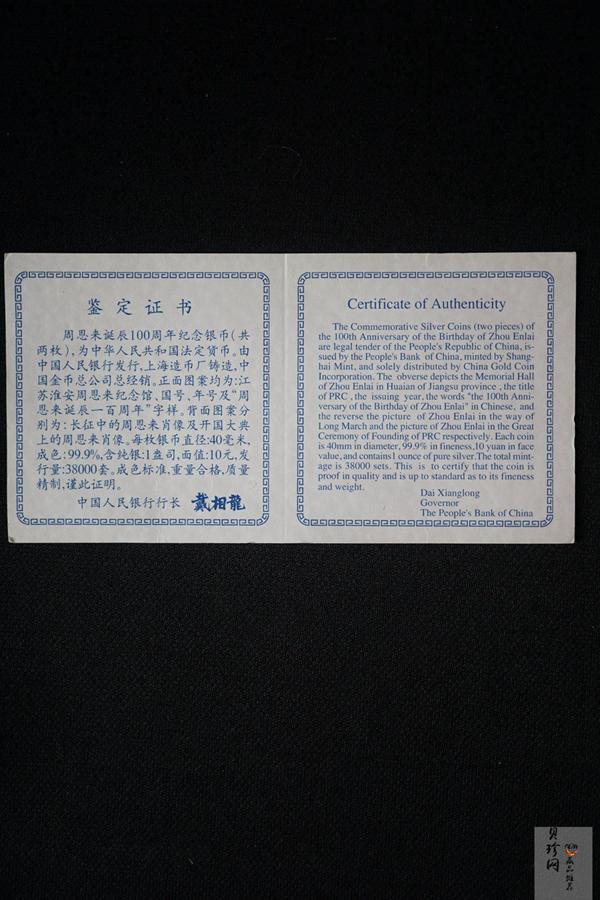 鉴定证书
周恩来诞辰100周年纪念银币(共
两枚),为中华人民共和国法定货币。由
中国人民银行发行,上海造币厂铸造,中
国金币总公司总经销。正面图案均为:江
苏淮安周恩来纪念馆、国号、年号及“周
恩来诞辰一百周年”字样,背面图案分
别为:长征中的周恩来肖像及开国大典
上的周恩来肖像。每枚银币直径:40毫米,
成色:99.9%,含纯银:1盎司,面值:10元,发
行量:38000套。成色标准,重量合格,质量
精制,谨此证明。
中国人民银行行长 戴相龍
Certificate of Authenticity
The Commemorative Silver Coins (two pieces) of
the 100th Anniversary of the Birthday of Zhou Enlai
are legal tender of the People's Republic of China, is-
sued by the People's Bank of China, minted by Shang-
hai Mint, and solely distributed by China Gold Coin
Incorporation. The obverse depicts the Memorial Hall
of Zhou Enlai in Huaian of Jiangsu province , the title
of PRC , the issuing year, the words "the 100th Anni-
versary of the Birthday of Zhou Enlai" in Chinese, and
the reverse the picture of Zhou Enlai in the way of
Long March and the picture of Zhou Enlai in the Great
Ceremony of Founding of PRC respectively. Each coin
is 40mm in diameter, 99.9% in fineness, 10 yuan in face
value, and contains 1 ounce of pure silver. The total mint-
age is 38000 sets. This is to certify that the coin is
proof in quality and is up to standard as to its fineness
and weight.
Dai Xianglong
Governor
The People's Bank of China
贝珍网